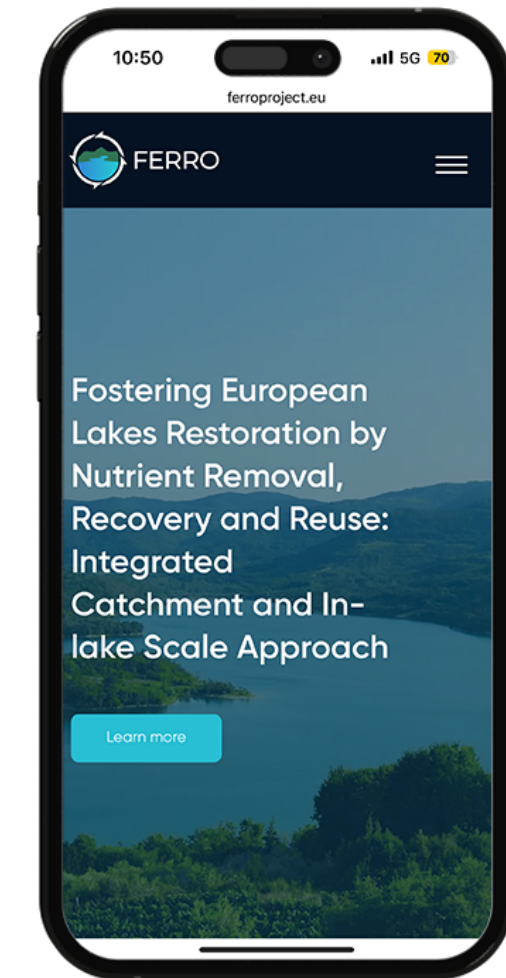 10:50
5G 70
ferroproject.eu
FERRO
Fostering European
Lakes Restoration by
Nutrient Removal,
Recovery and Reuse:
Integrated
Catchment and In-
lake Scale Approach
Learn more